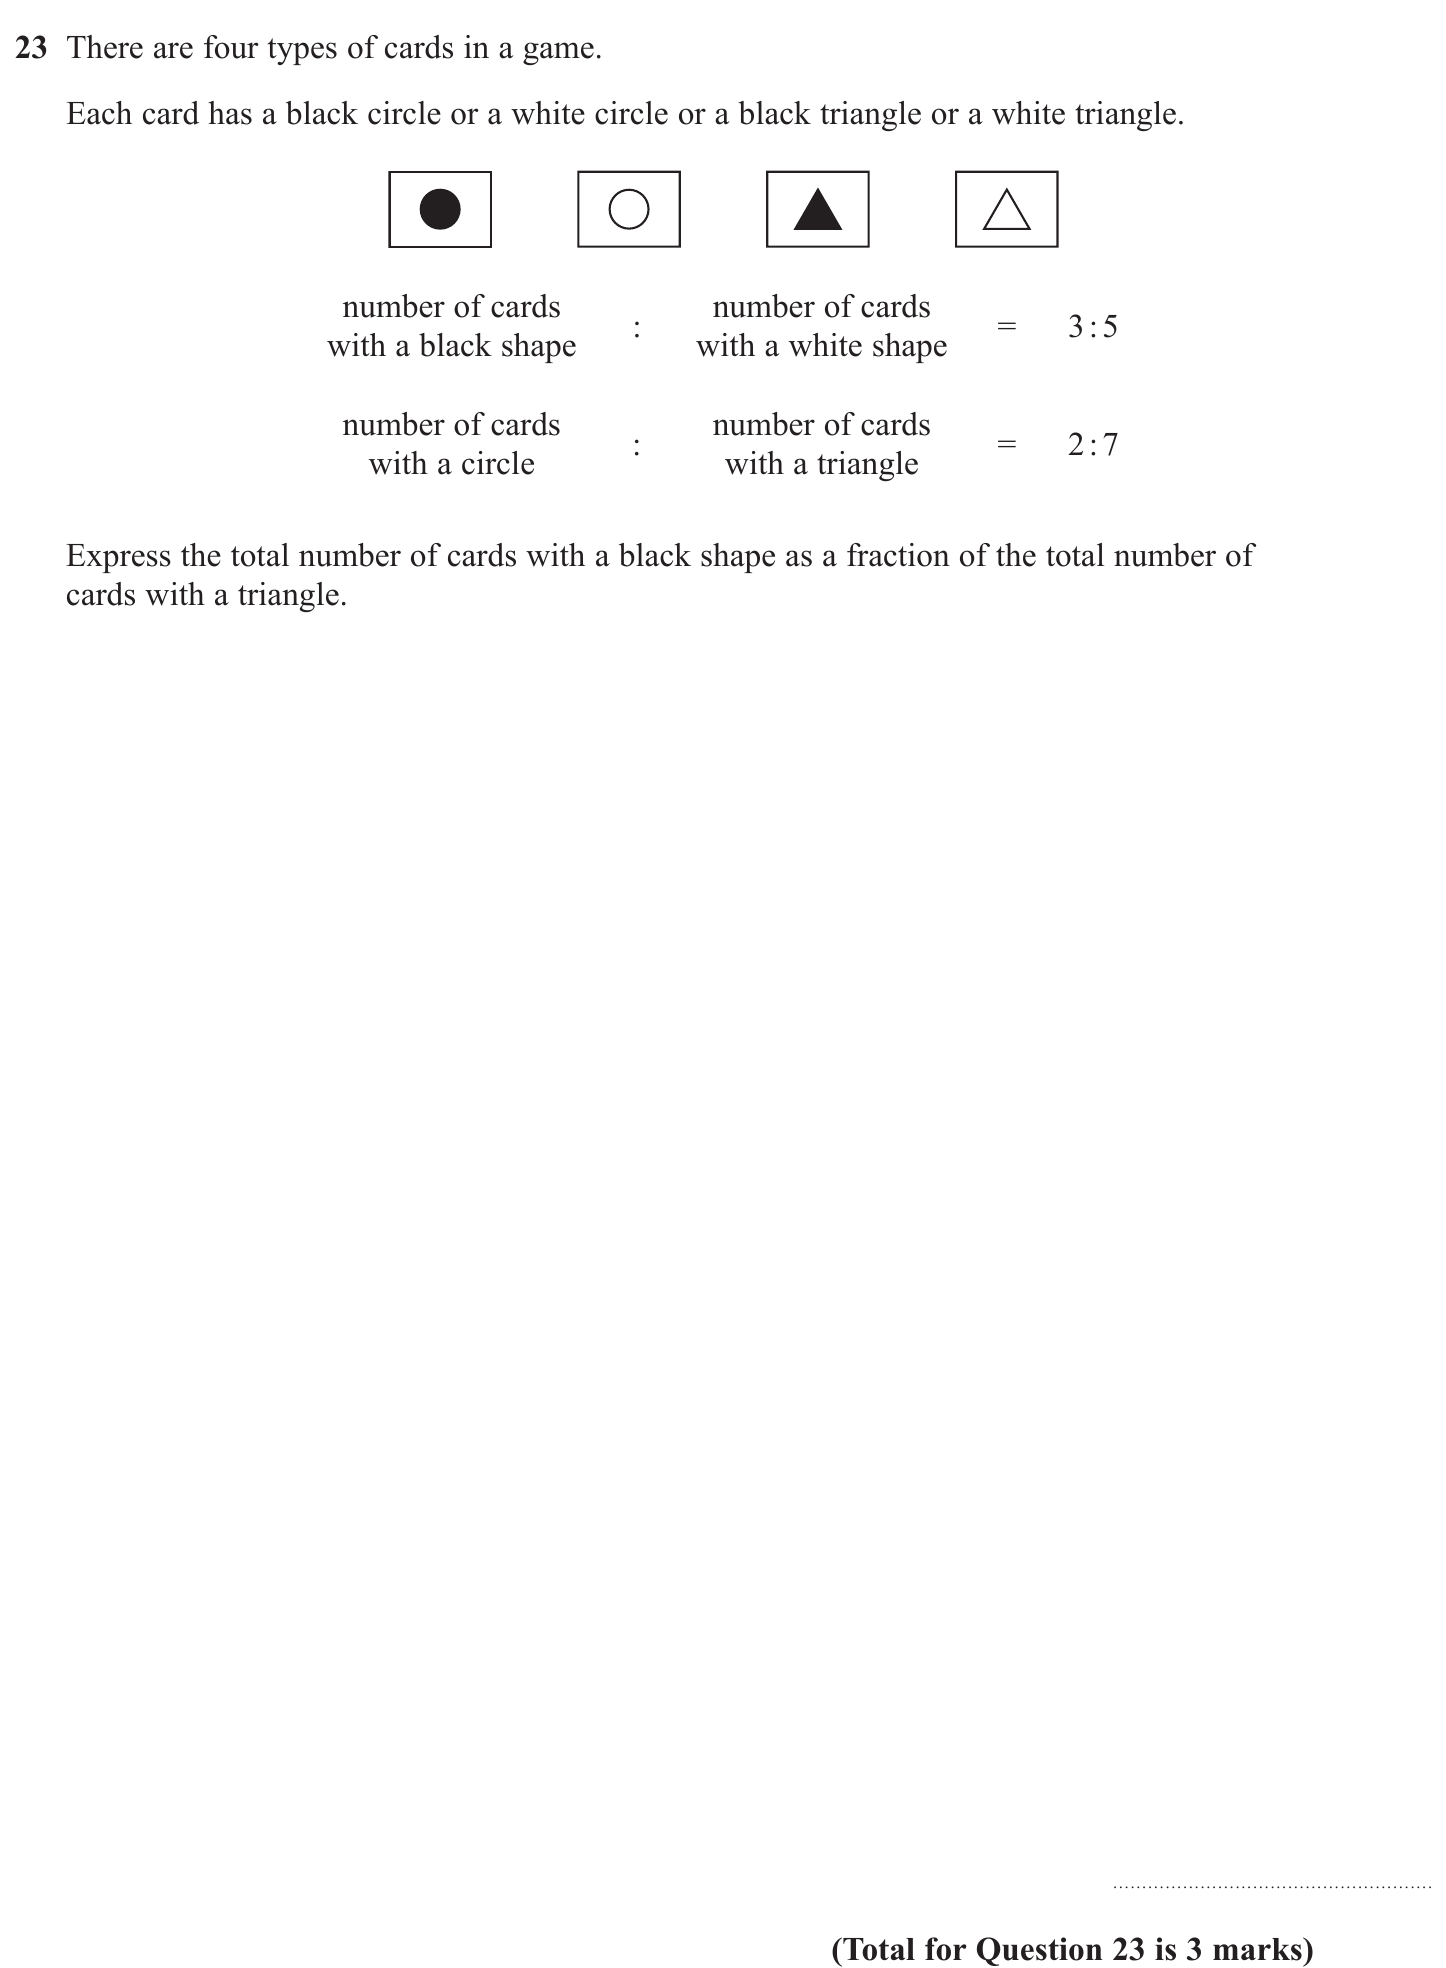 23 There are four types of cards in a game.
Each card has a black circle or a white circle or a black triangle or a white triangle.
number of cards with a black shape : number of cards with a white shape = 3 : 5
number of cards with a circle : number of cards with a triangle = 2 : 7
Express the total number of cards with a black shape as a fraction of the total number of
cards with a triangle.
(Total for Question 23 is 3 marks)